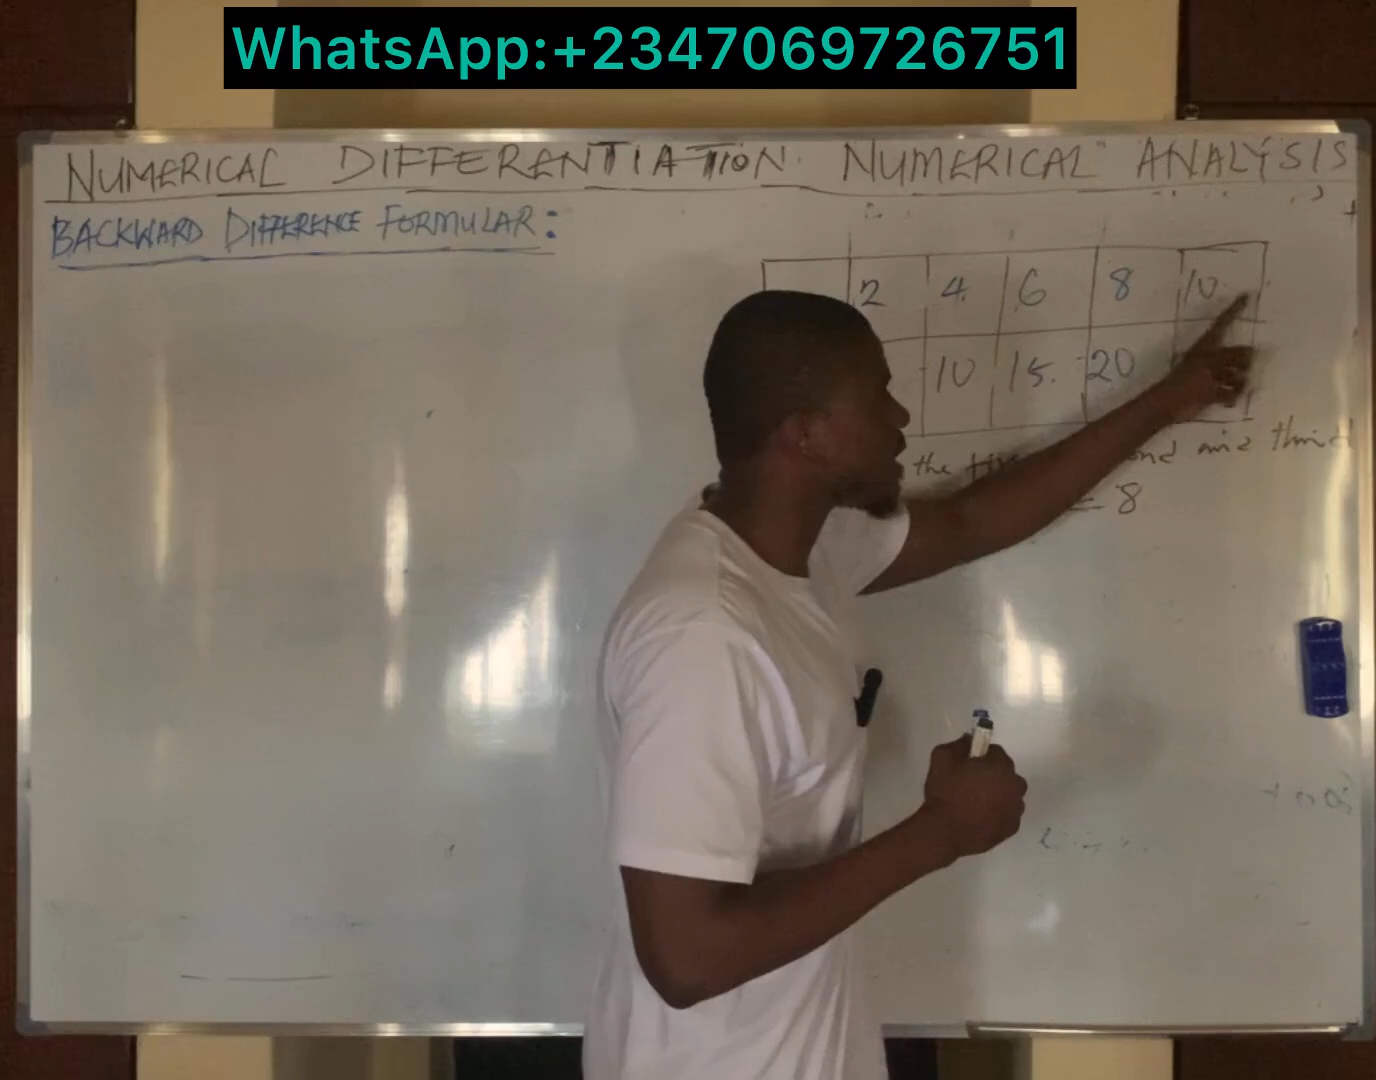 WhatsApp:+2347069726751
NUMERICAL DIFFERENTIATION. NUMERICAL ANALYSIS
BACKWARD DIFFERENCE FORMULAR:
2 4 6 8 10
10 15 20
the and third
= 8